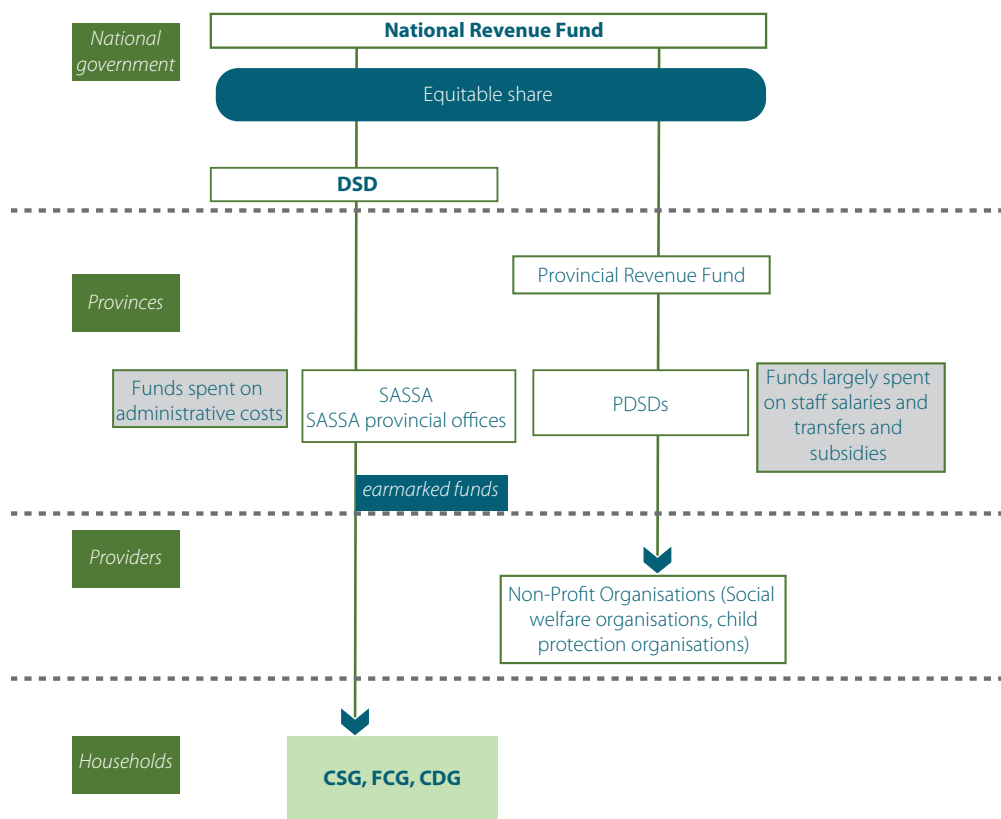 National
government
National Revenue Fund
Equitable share
DSD
Provincial Revenue Fund
Provinces
Funds spent on
administrative costs
SASSA
SASSA provincial offices
PDSDs
Funds largely spent
on staff salaries and
transfers and
subsidies
earmarked funds
Providers
Non-Profit Organisations (Social
welfare organisations, child
protection organisations)
Households
CSG, FCG, CDG